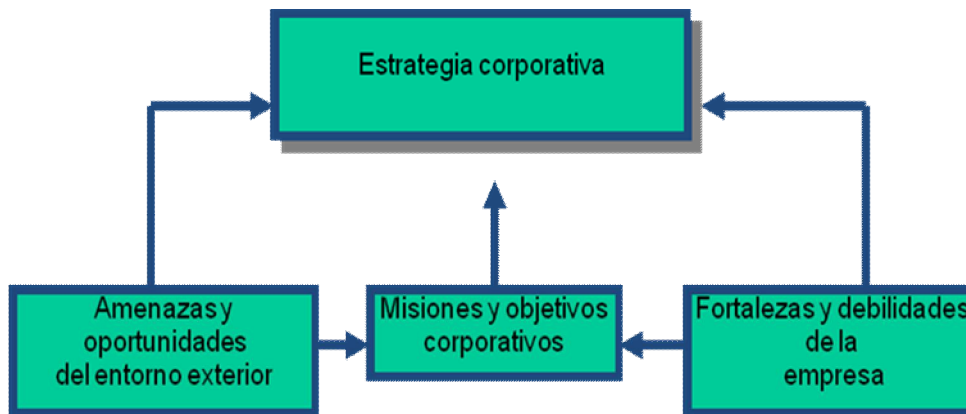 Estrategia corporativa
Amenazas y
oportunidades
del entorno exterior
Misiones y objetivos
corporativos
Fortalezas y debilidades
de la
empresa